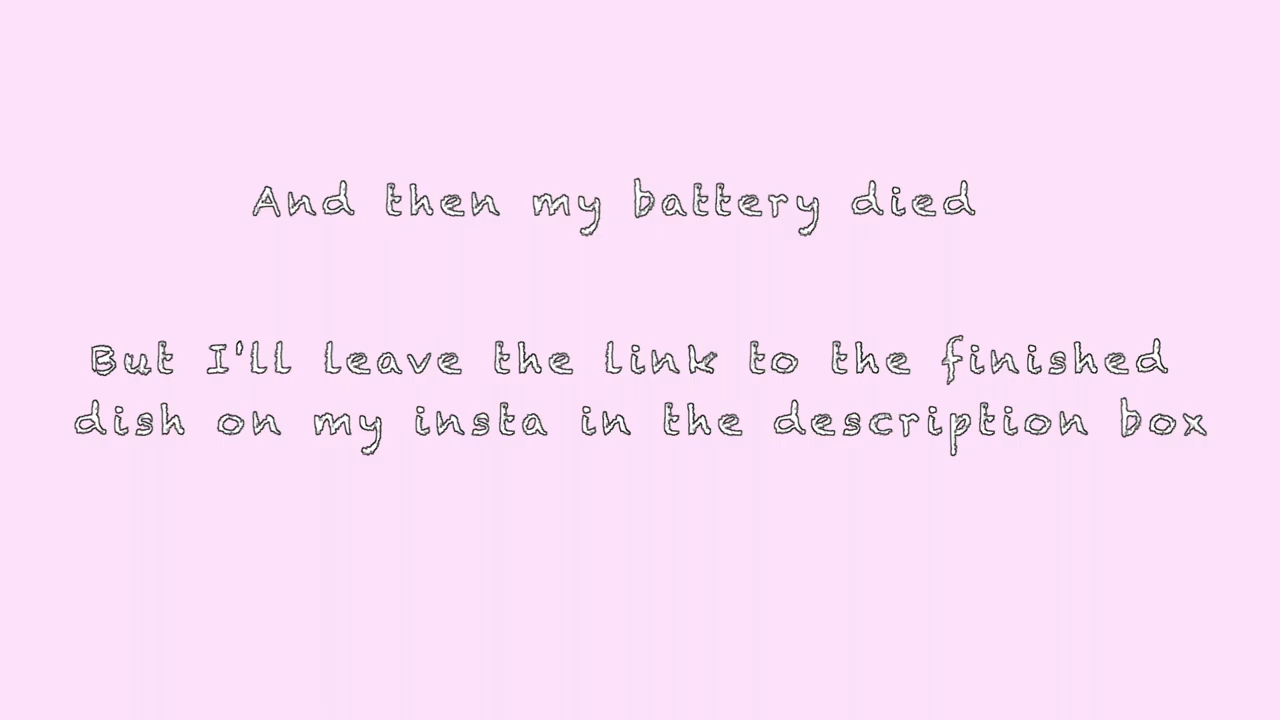 And then my battery died
But I'll leave the link to the finished
dish on my insta in the description box